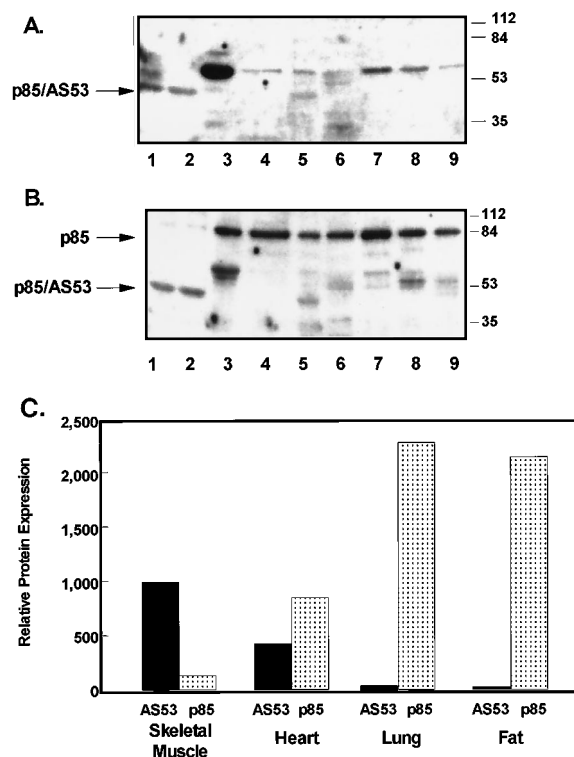 A.
112
84
p85/AS53
53
35
1 2 3 4 5 6 7 8 9
B.
112
p85
84
p85/AS53
53
35
1 2 3 4 5 6 7 8 9
C.
Relative Protein Expression
2,500
2,000
1,500
1,000
500
0
AS53 p85 AS53 p85 AS53 p85 AS53 p85
Skeletal Muscle Heart Lung Fat